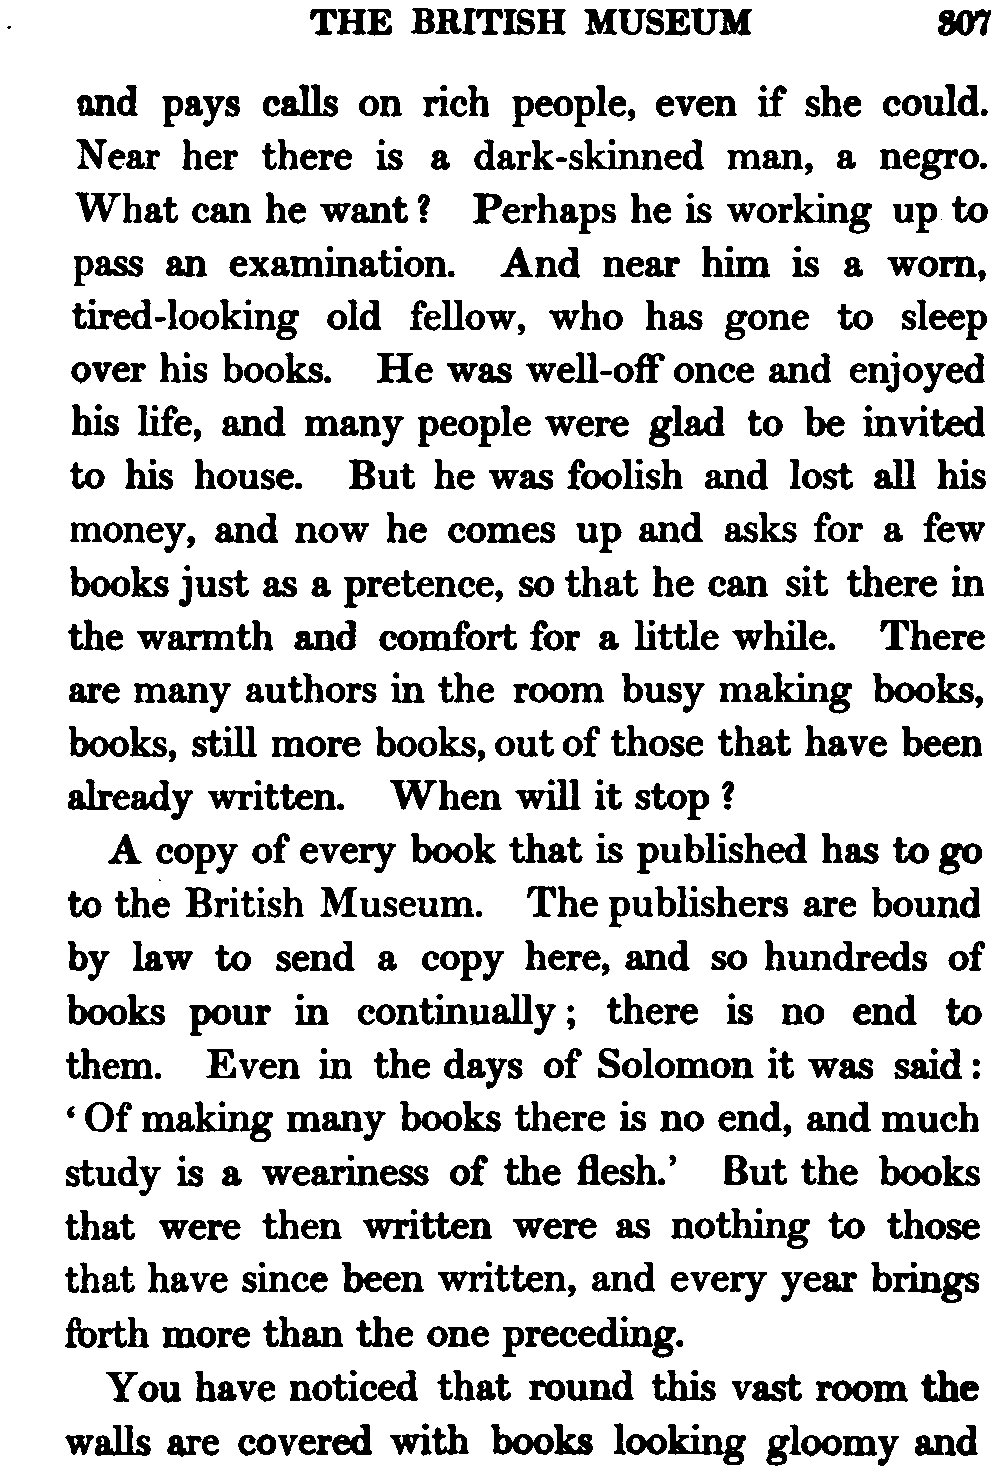 THE BRITISH MUSEUM 307
and pays calls on rich people, even if she could.
Near her there is a dark-skinned man, a negro.
What can he want? Perhaps he is working up to
pass an examination. And near him is a worn,
tired-looking old fellow, who has gone to sleep
over his books. He was well-off once and enjoyed
his life, and many people were glad to be invited
to his house. But he was foolish and lost all his
money, and now he comes up and asks for a few
books just as a pretence, so that he can sit there in
the warmth and comfort for a little while. There
are many authors in the room busy making books,
books, still more books, out of those that have been
already written. When will it stop?
A copy of every book that is published has to go
to the British Museum. The publishers are bound
by law to send a copy here, and so hundreds of
books pour in continually; there is no end to
them. Even in the days of Solomon it was said:
‘Of making many books there is no end, and much
study is a weariness of the flesh.’ But the books
that were then written were as nothing to those
that have since been written, and every year brings
forth more than the one preceding.
You have noticed that round this vast room the
walls are covered with books looking gloomy and